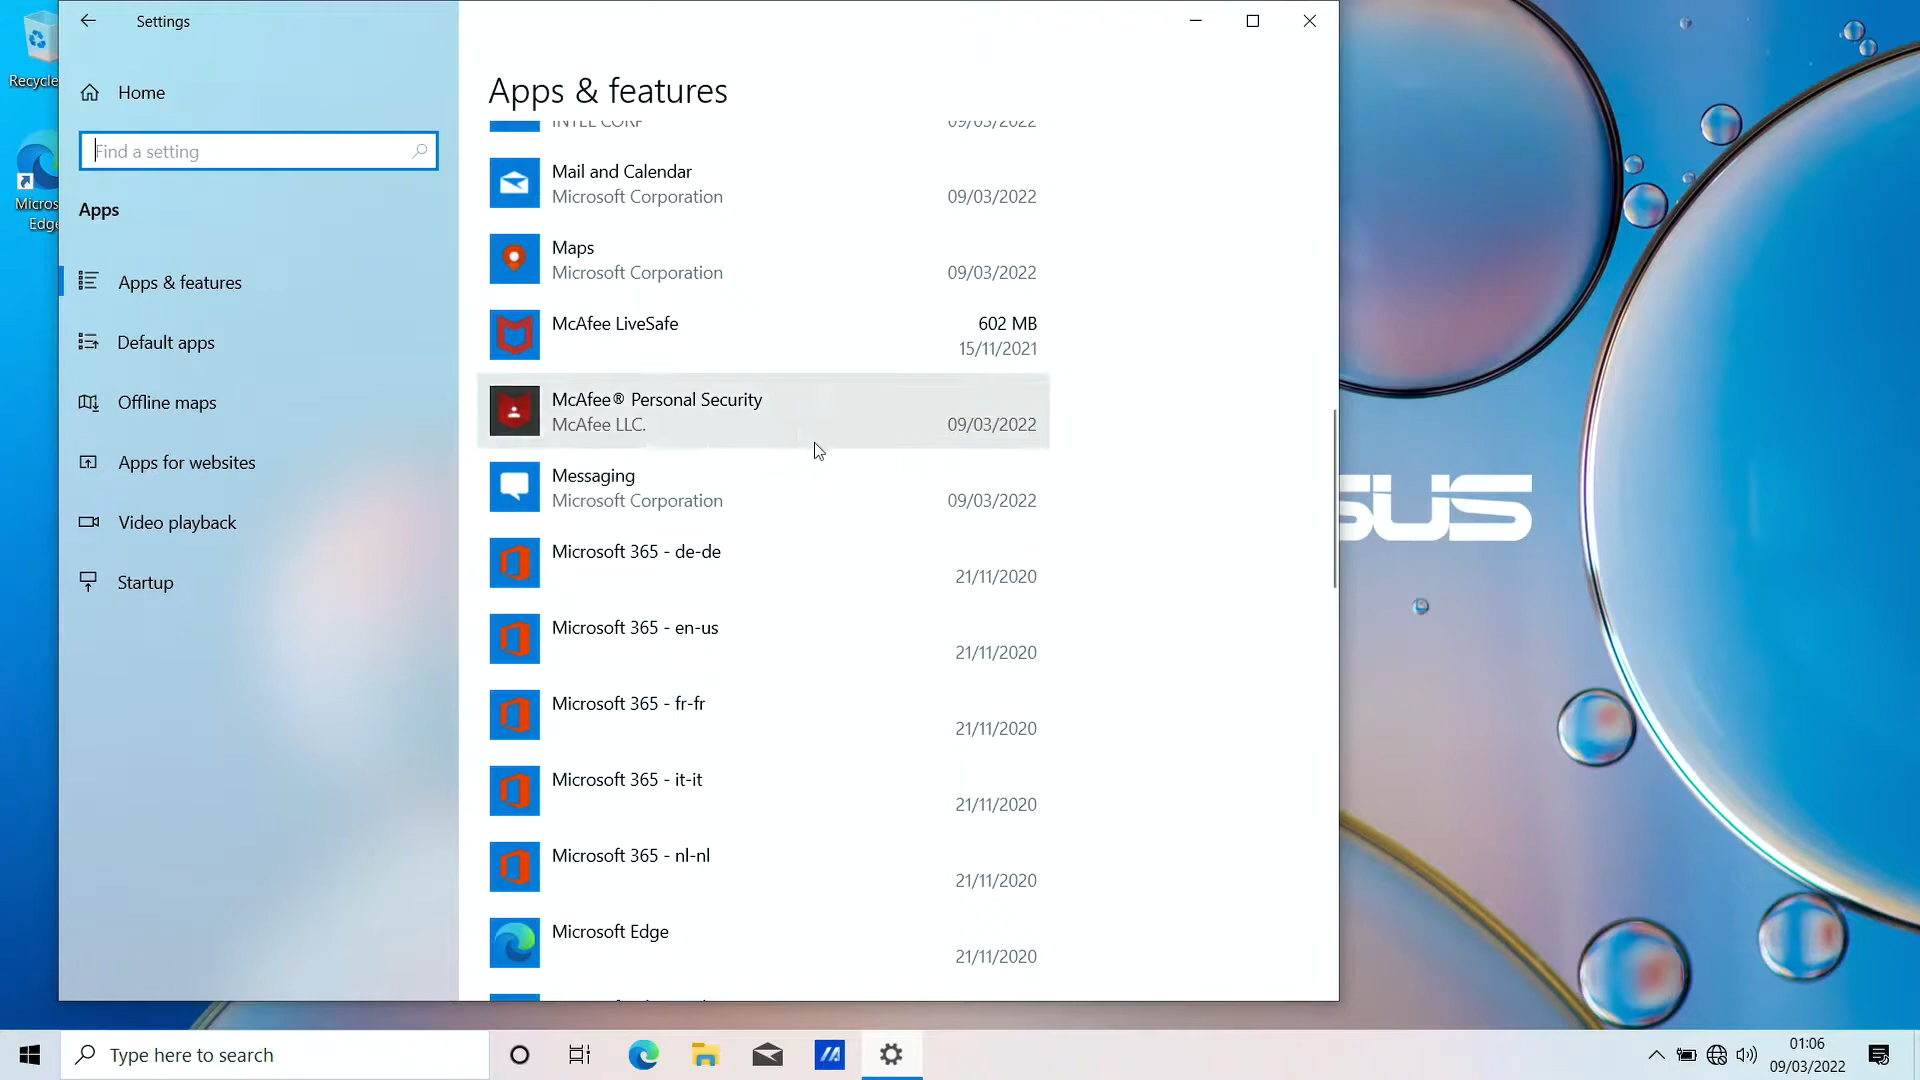 Settings
Home
Find a setting
Apps
Apps & features
Default apps
Offline maps
Apps for websites
Video playback
Startup
Apps & features
INTEL CORP 09/03/2022
Mail and Calendar
Microsoft Corporation 09/03/2022
Maps
Microsoft Corporation 09/03/2022
McAfee LiveSafe 602 MB
15/11/2021
McAfee® Personal Security
McAfee LLC. 09/03/2022
Messaging
Microsoft Corporation 09/03/2022
Microsoft 365 - de-de
21/11/2020
Microsoft 365 - en-us
21/11/2020
Microsoft 365 - fr-fr
21/11/2020
Microsoft 365 - it-it
21/11/2020
Microsoft 365 - nl-nl
21/11/2020
Microsoft Edge
21/11/2020
Recycle
Micros
Edge
SUS
Type here to search
01:06
09/03/2022